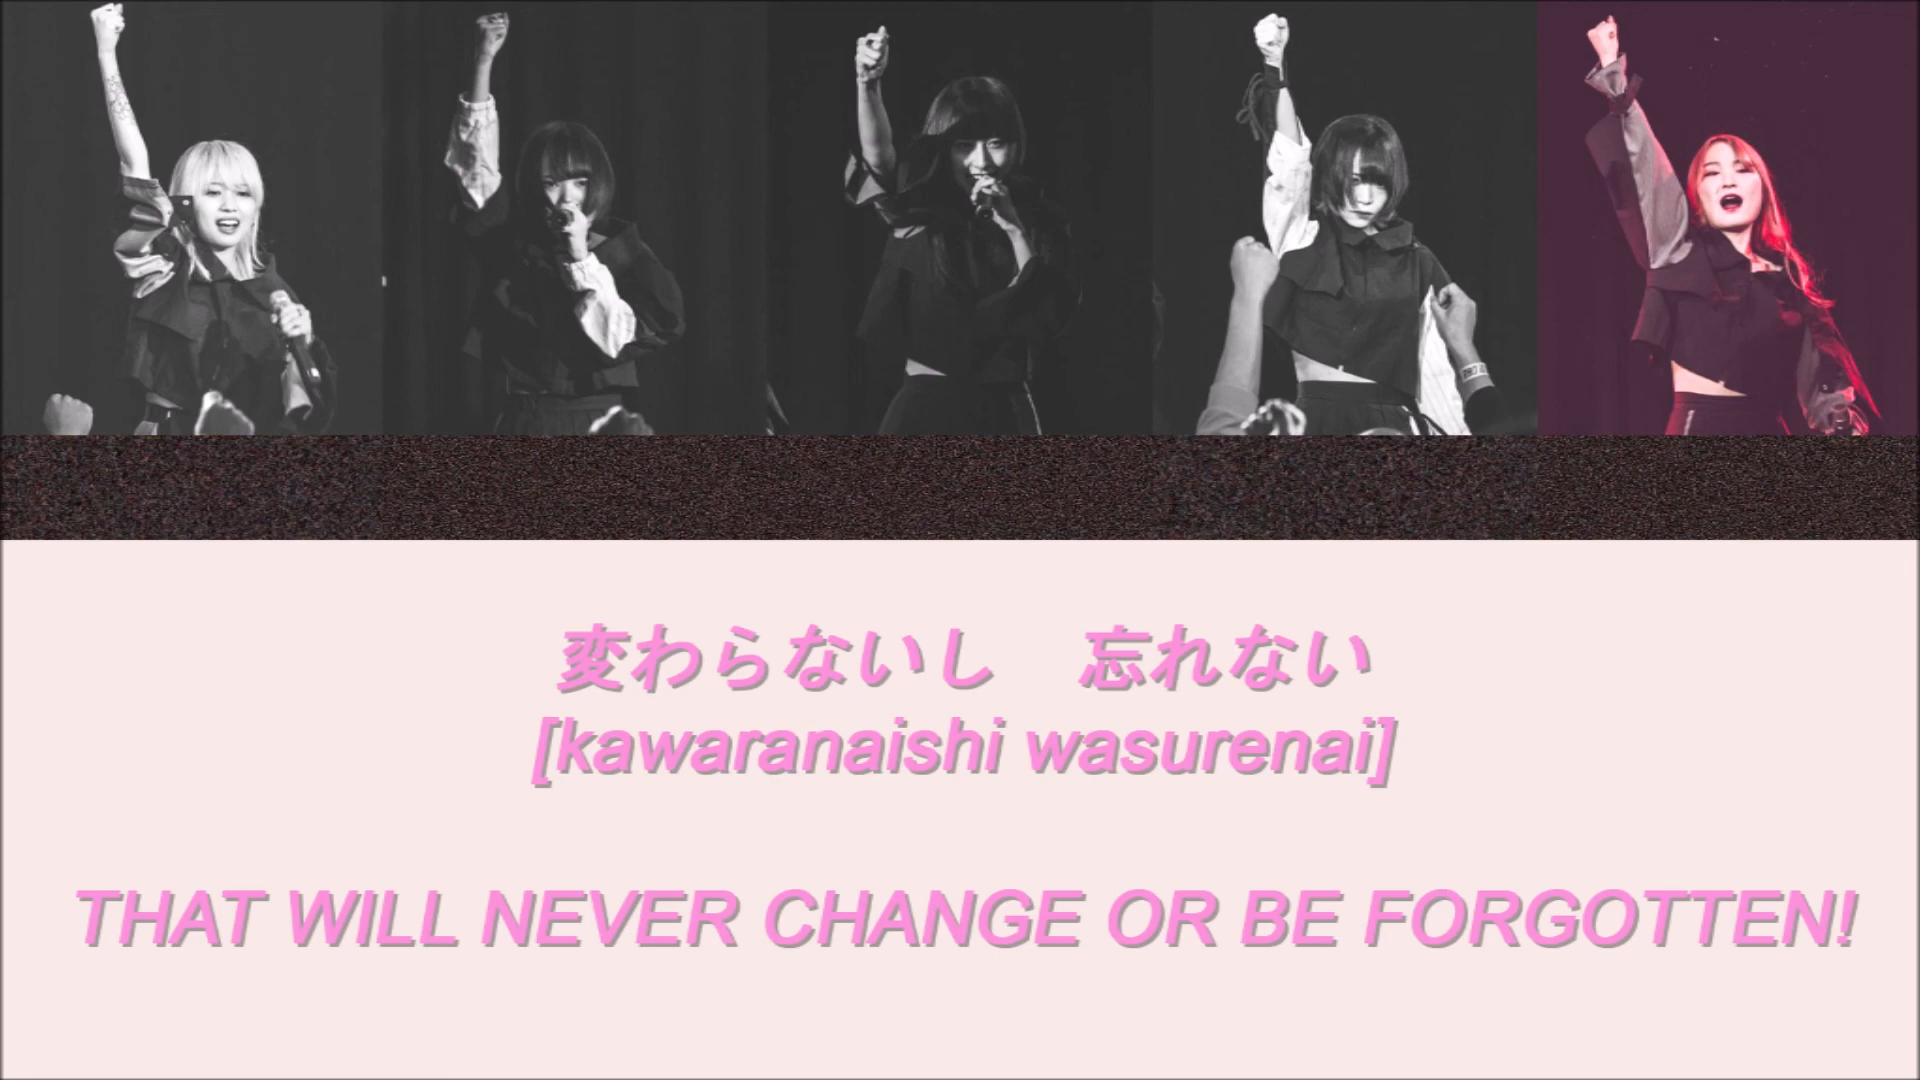 変わらないし　忘れない
[kawaranaishi wasurenai]
THAT WILL NEVER CHANGE OR BE FORGOTTEN!